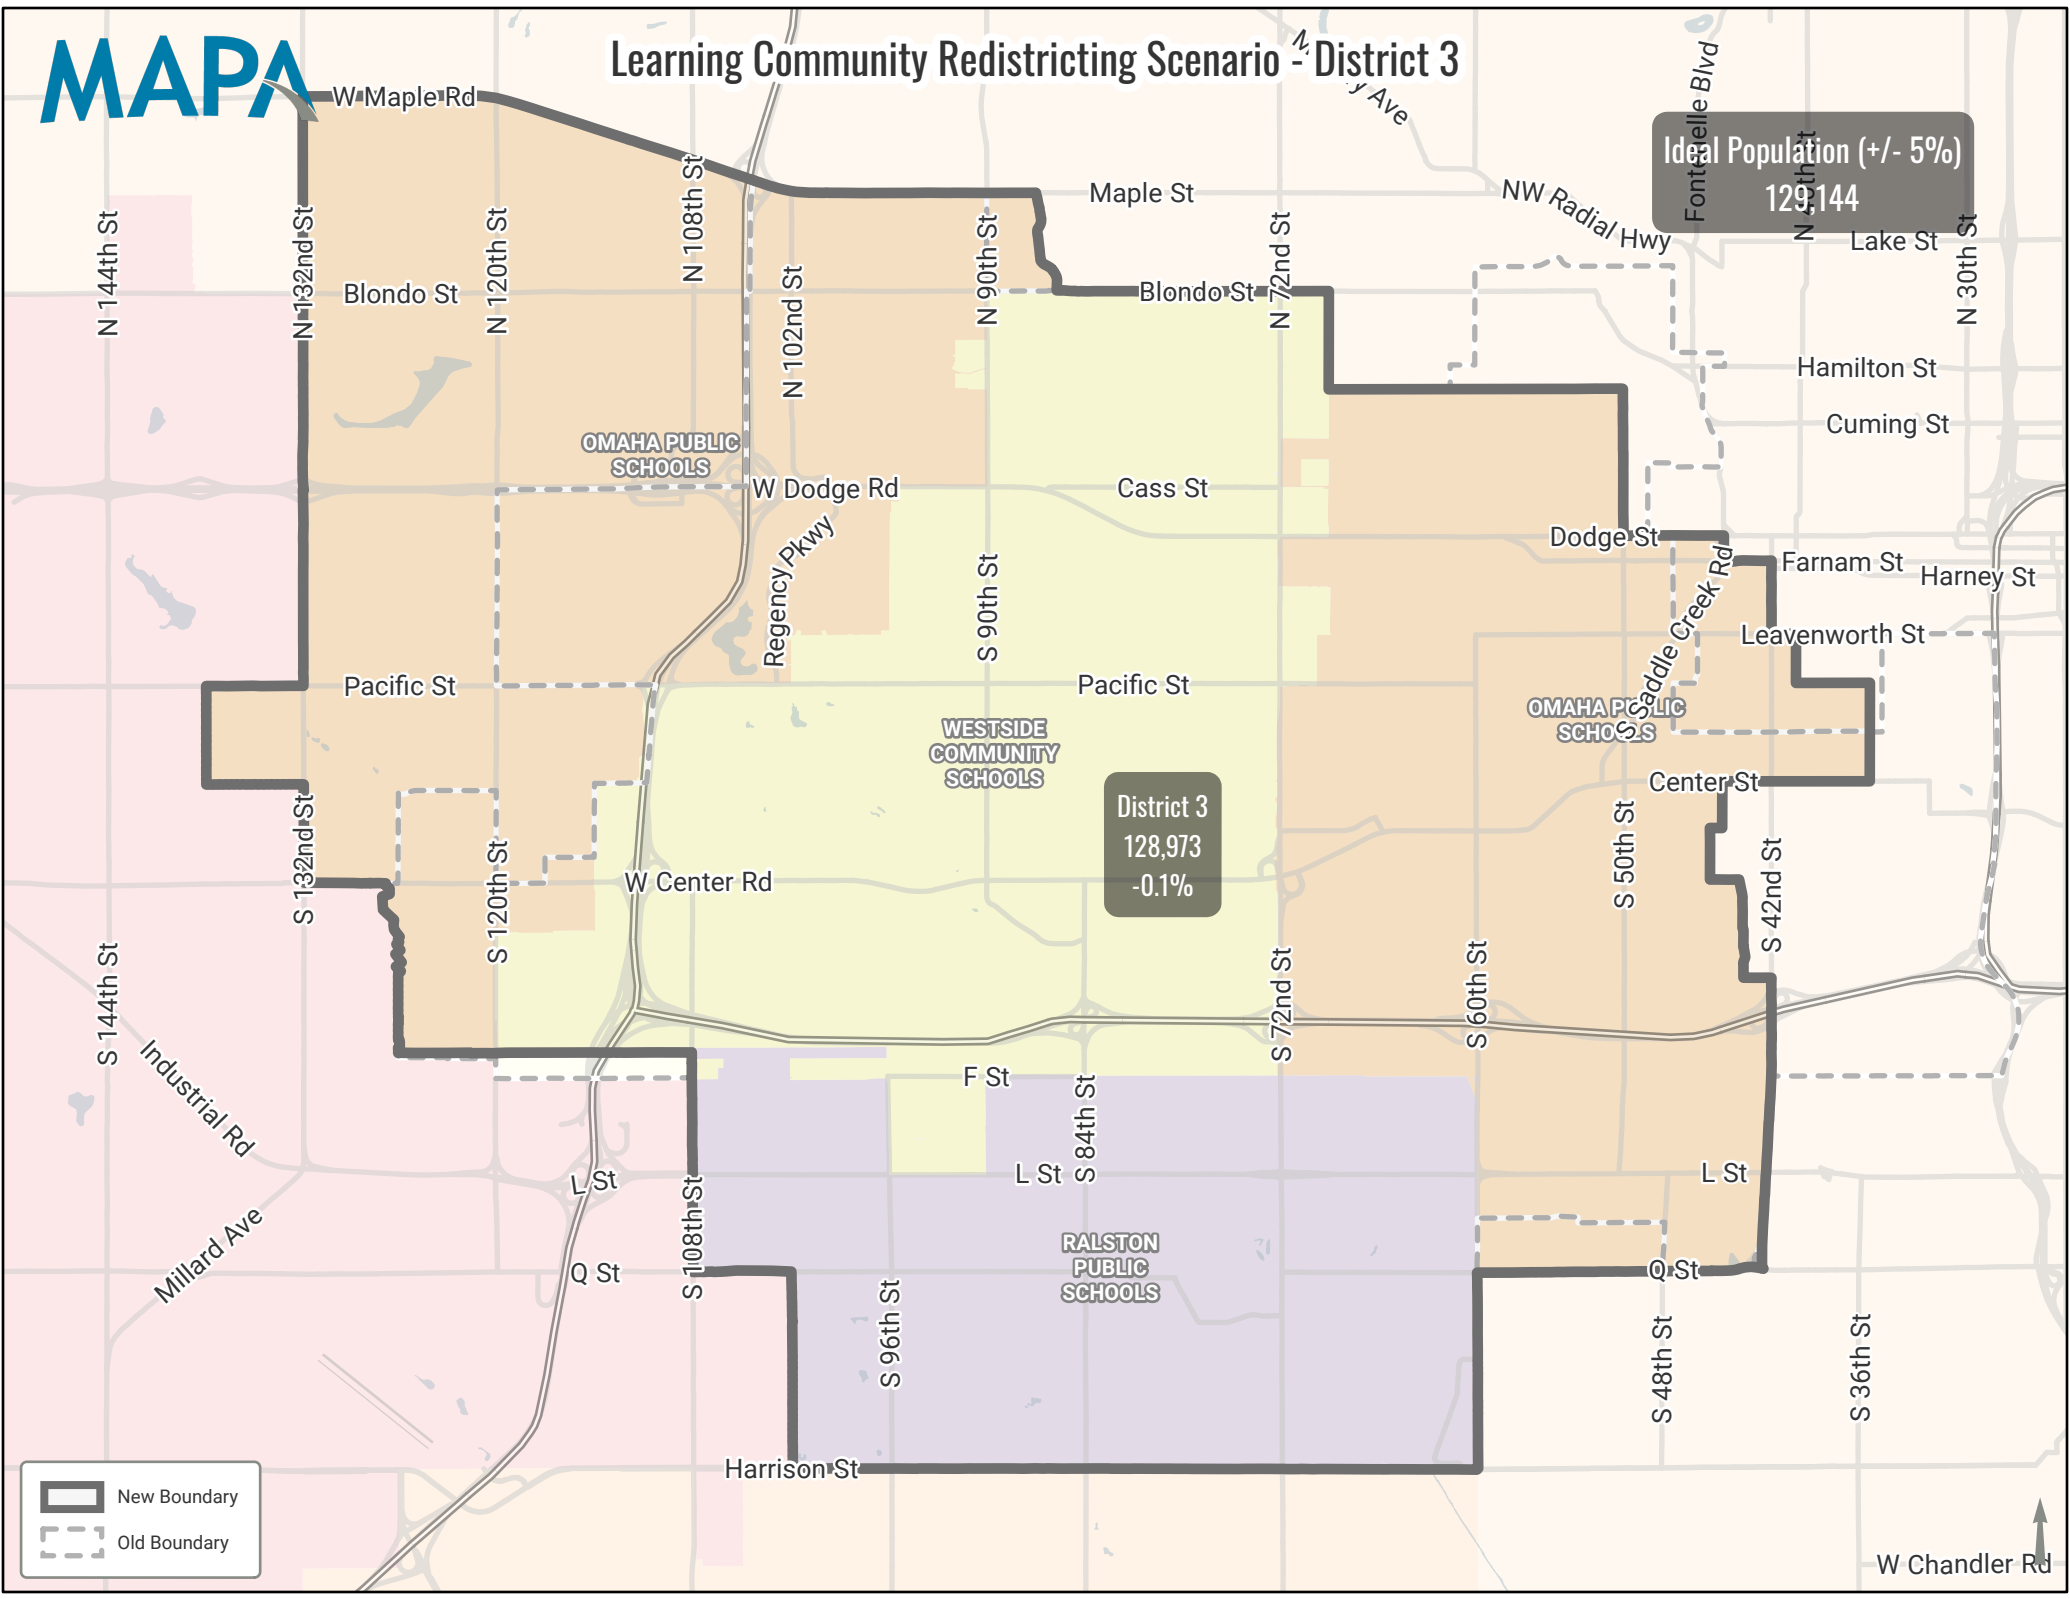 MAPA
Learning Community Redistricting Scenario - District 3
Ideal Population (+/- 5%)
129,144
W Maple Rd
Maple St
NW Radial Hwy
Fontenelle Blvd
N 40th St
Lake St
N 30th St
N 144th St
N 132nd St
N 120th St
N 108th St
N 102nd St
N 90th St
N 72nd St
Blondo St
Blondo St
Hamilton St
Cuming St
OMAHA PUBLIC
SCHOOLS
W Dodge Rd
Cass St
Dodge St
Farnam St
Harney St
Regency Pkwy
S 90th St
S Saddle Creek Rd
Leavenworth St
Pacific St
Pacific St
WESTSIDE
COMMUNITY
SCHOOLS
OMAHA PUBLIC
SCHOOLS
Center St
District 3
128,973
-0.1%
S 132nd St
S 120th St
W Center Rd
S 50th St
S 42nd St
S 144th St
S 72nd St
S 60th St
Industrial Rd
F St
S 84th St
L St
L St
L St
Millard Ave
S 108th St
RALSTON
PUBLIC
SCHOOLS
Q St
Q St
S 96th St
S 48th St
S 36th St
Harrison St
New Boundary
Old Boundary
W Chandler Rd